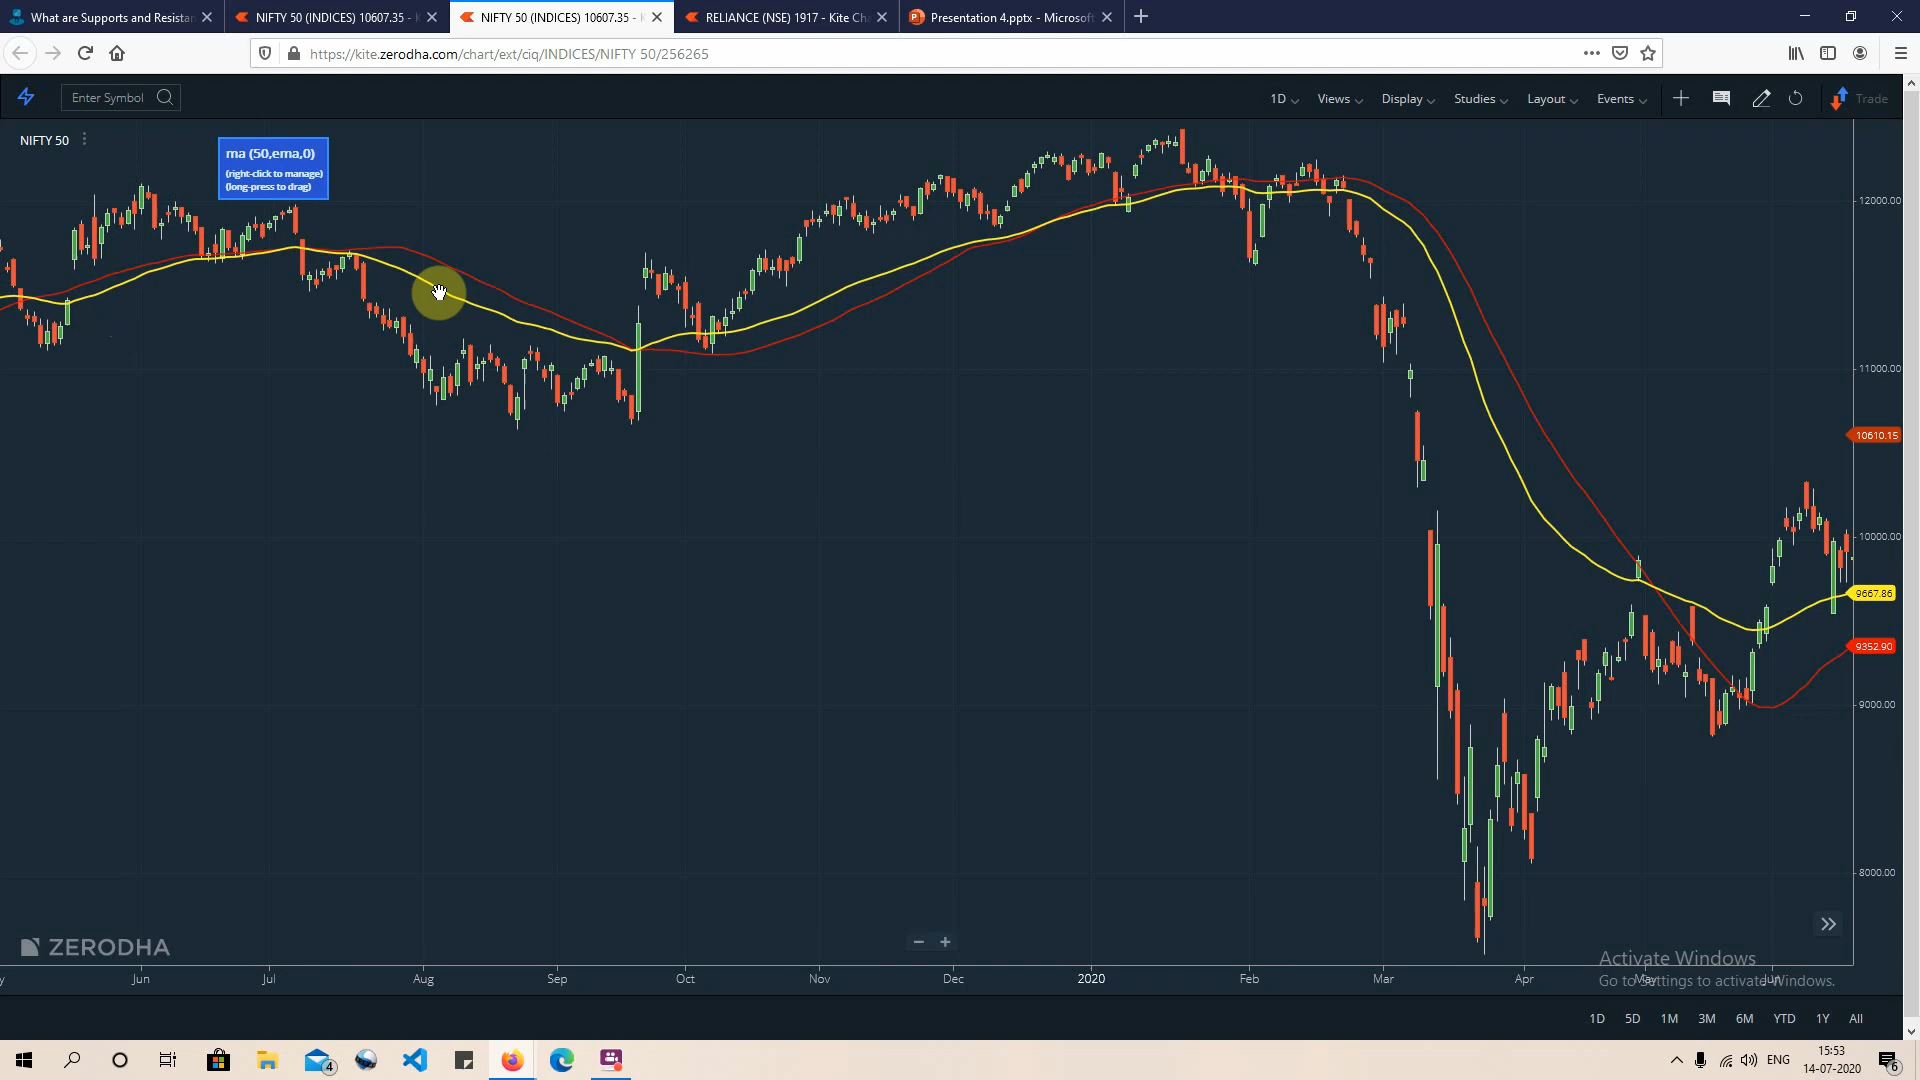 What are Supports and Resistan
NIFTY 50 (INDICES) 10607.35 -
NIFTY 50 (INDICES) 10607.35 -
RELIANCE (NSE) 1917 - Kite Ch
Presentation 4.pptx - Microsoft
https://kite.zerodha.com/chart/ext/ciq/INDICES/NIFTY 50/256265
Enter Symbol
1D
Views
Display
Studies
Layout
Events
Trade
NIFTY 50
ma (50,ema,0)
(right-click to manage)
(long-press to drag)
12000.00
11000.00
10610.15
10000.00
9667.86
9352.90
9000.00
8000.00
ZERODHA
Activate Windows
Go to Settings to activate Windows.
y
Jun
Jul
Aug
Sep
Oct
Nov
Dec
2020
Feb
Mar
Apr
May
Jun
1D
5D
1M
3M
6M
YTD
1Y
All
4
ENG
15:53
14-07-2020
6